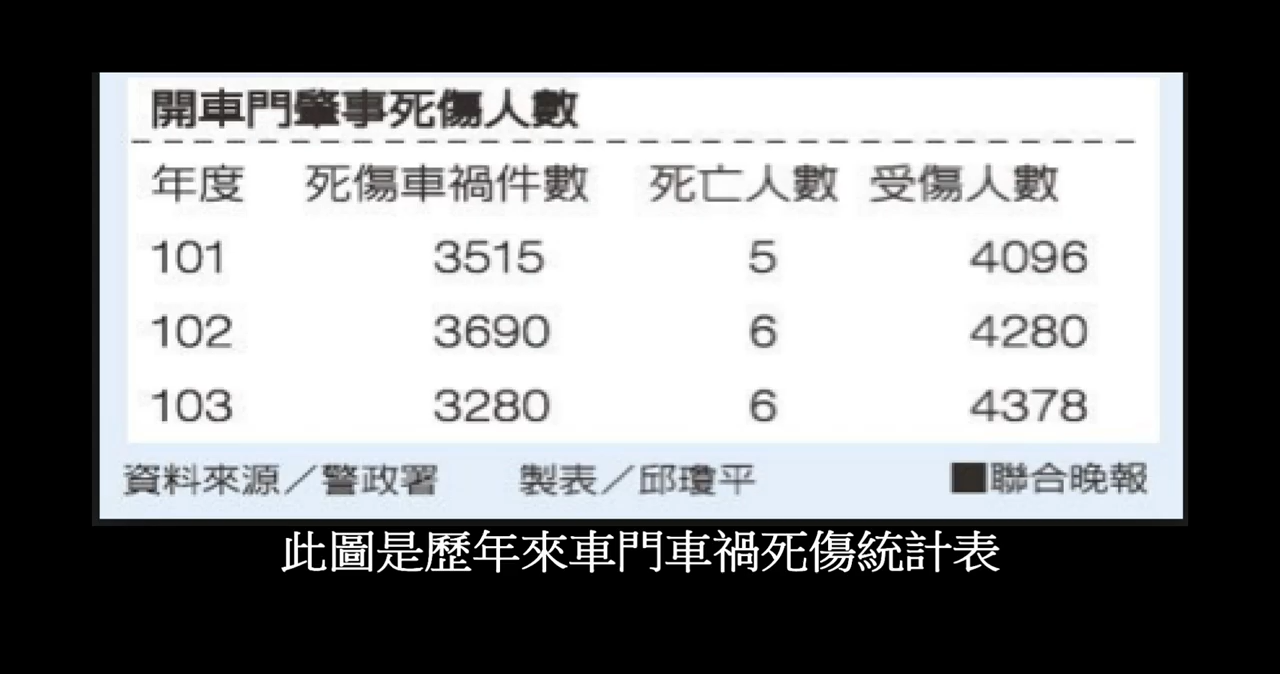 開車門肇事死傷人數
年度 死傷車禍件數 死亡人數 受傷人數
101 3515 5 4096
102 3690 6 4280
103 3280 6 4378
資料來源／警政署 製表／邱瓊平 ■聯合晚報
此圖是歷年來車門車禍死傷統計表